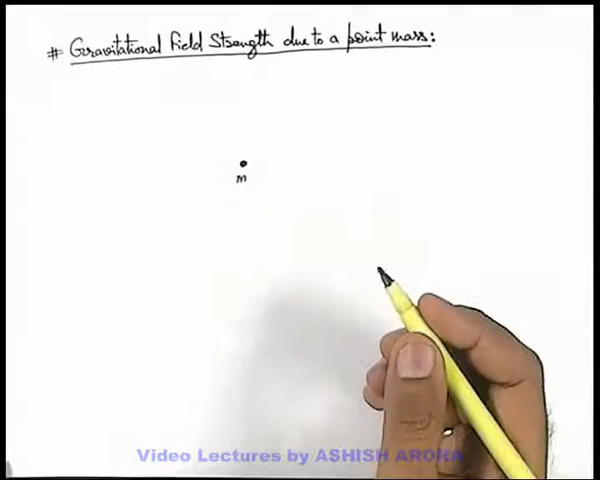 # Gravitational Field Strength due to a point mass:
m
Video Lectures by ASHISH ARORA